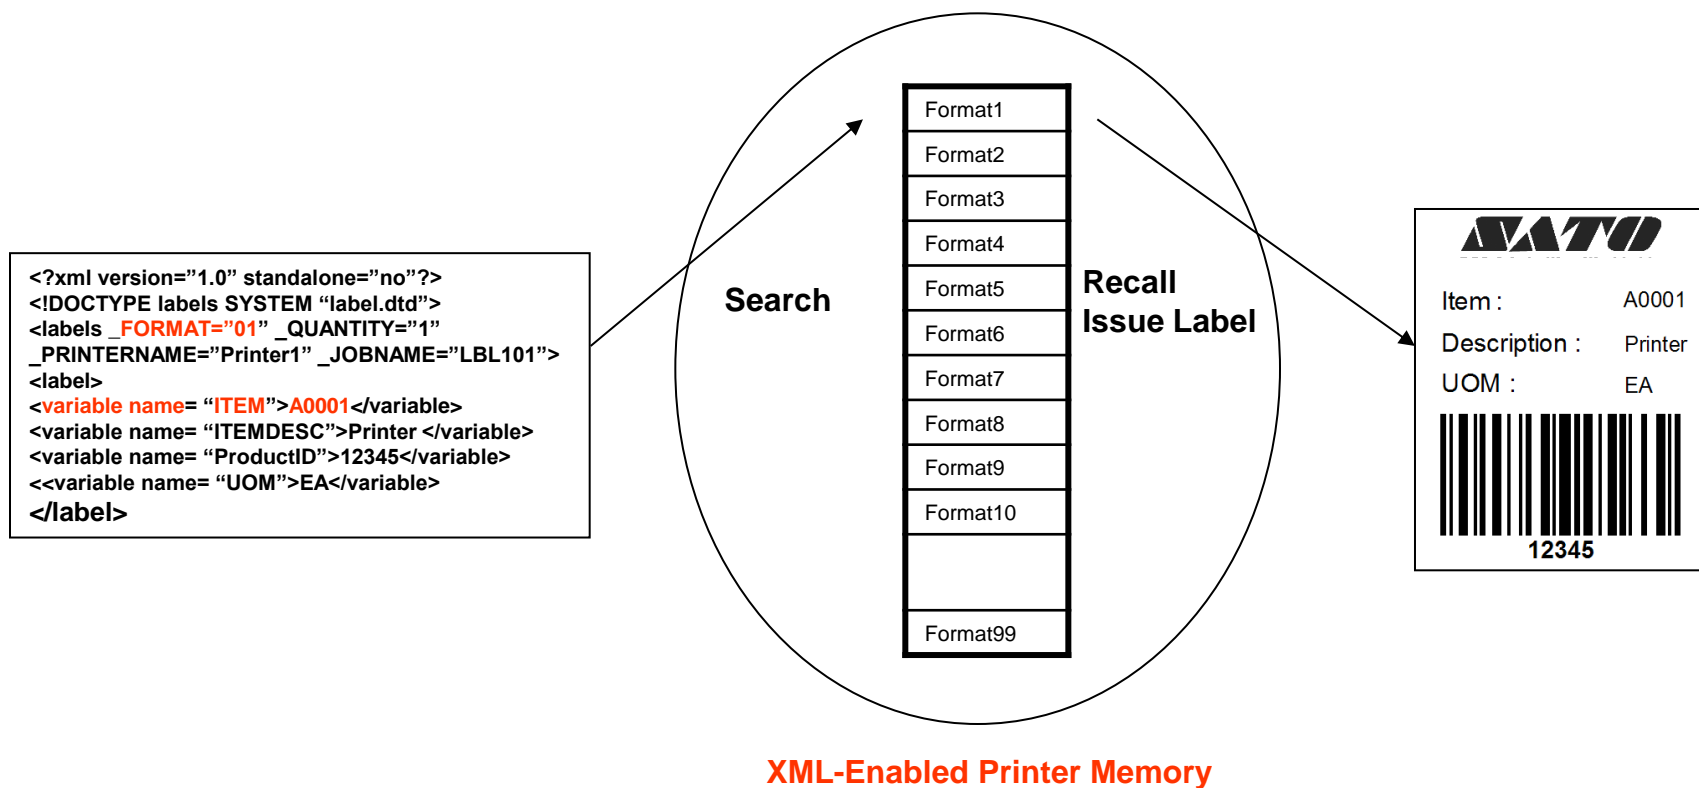 <?xml version=”1.0” standalone=”no”?>
<!DOCTYPE labels SYSTEM “label.dtd”>
<labels _FORMAT=”01” _QUANTITY=”1”
_PRINTERNAME=”Printer1” _JOBNAME=”LBL101”>
<label>
<variable name= “ITEM”>A0001</variable>
<variable name= “ITEMDESC”>Printer </variable>
<variable name= “ProductID”>12345</variable>
<<variable name= “UOM”>EA</variable>
</label>
Search
Format1
Format2
Format3
Format4
Format5
Format6
Format7
Format8
Format9
Format10
Format99
Recall
Issue Label
SATO
Item : A0001
Description : Printer
UOM : EA
12345
XML-Enabled Printer Memory